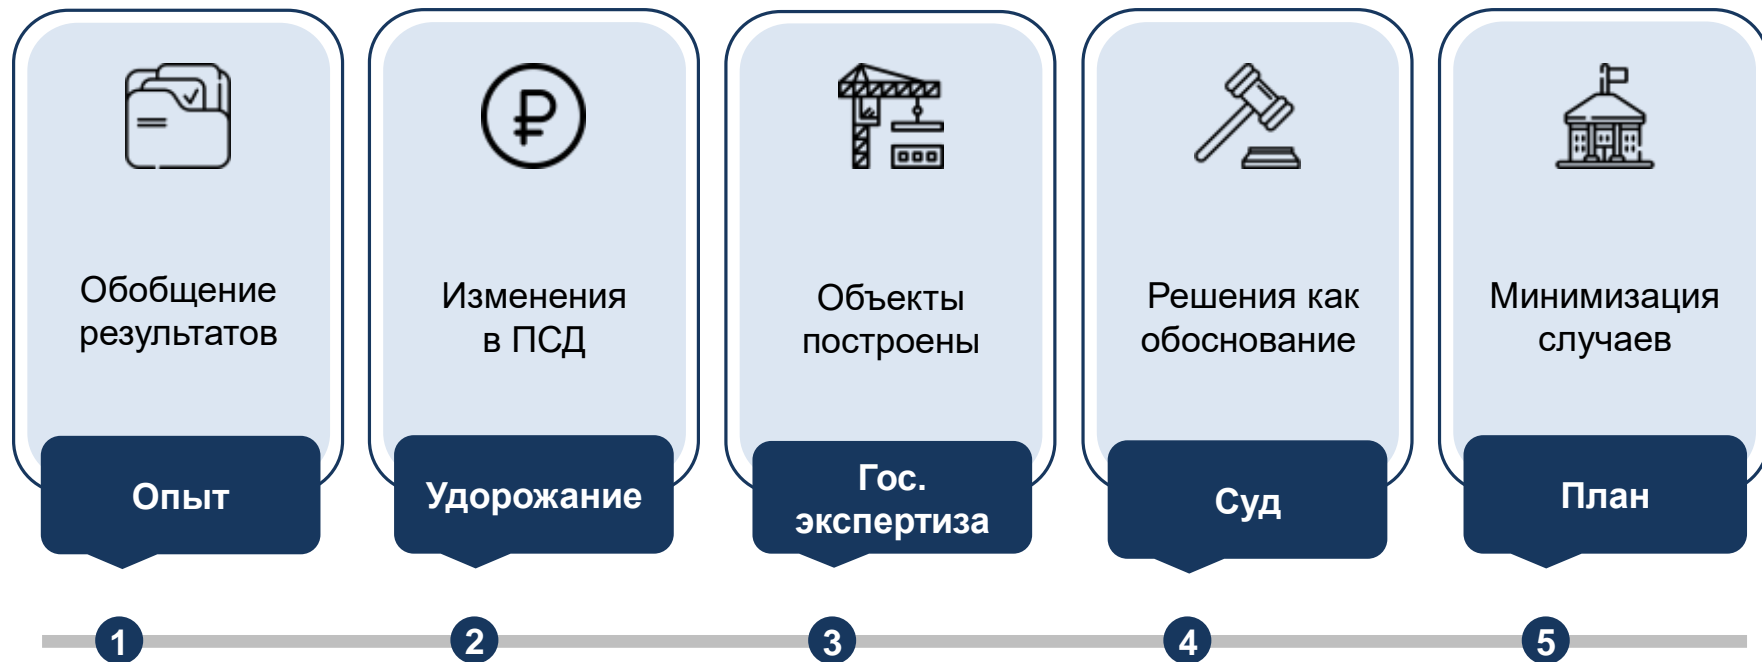 Обобщение
результатов
Опыт
1
Изменения
в ПСД
Удорожание
2
Объекты
построены
Гос.
экспертиза
3
Решения как
обоснование
Суд
4
Минимизация
случаев
План
5